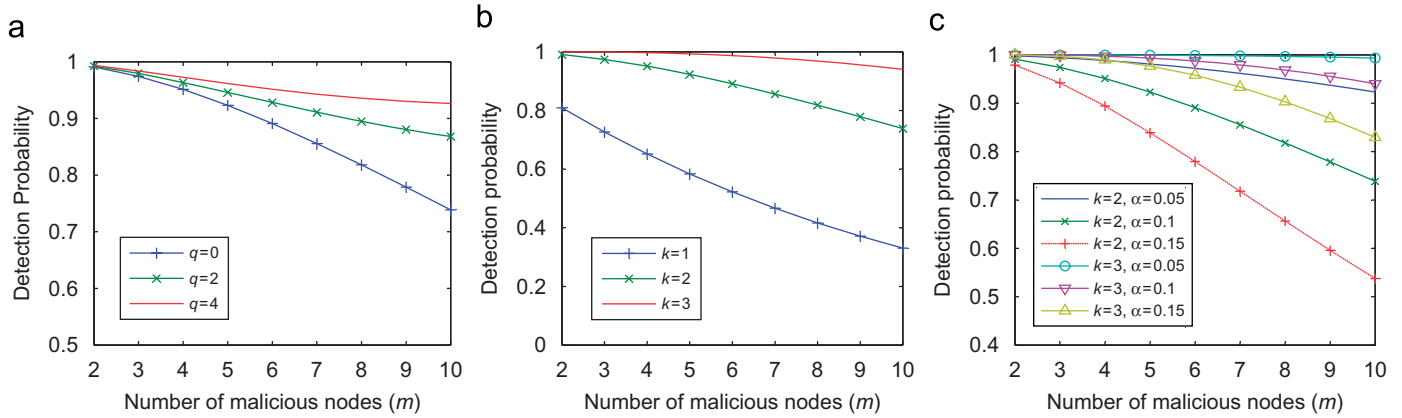 a
1
0.9
0.8
0.7
0.6
0.5
Detection Probability
q=0
q=2
q=4
2 3 4 5 6 7 8 9 10
Number of malicious nodes (m)
b
1
0.8
0.6
0.4
0.2
0
Detection probability
k=1
k=2
k=3
2 3 4 5 6 7 8 9 10
Number of malicious nodes (m)
c
1
0.9
0.8
0.7
0.6
0.5
0.4
Detection probability
k=2, α=0.05
k=2, α=0.1
k=2, α=0.15
k=3, α=0.05
k=3, α=0.1
k=3, α=0.15
2 3 4 5 6 7 8 9 10
Number of malicious nodes (m)